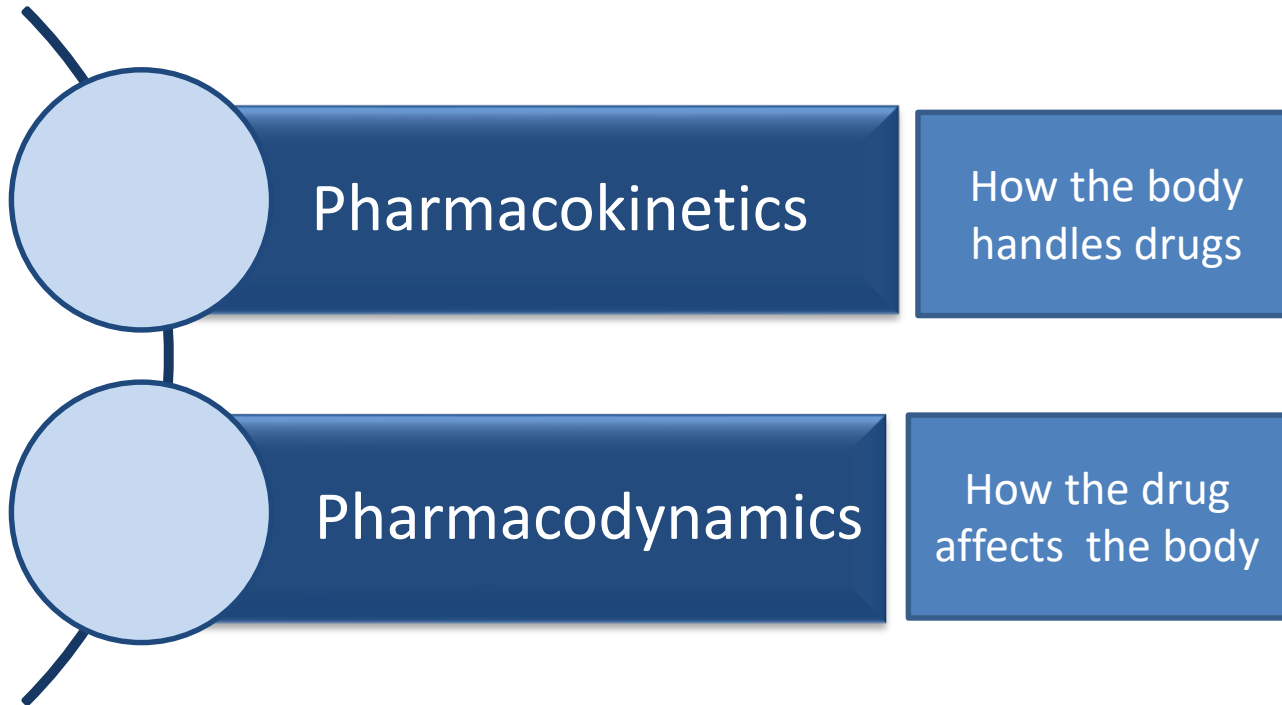 Pharmacokinetics
How the body
handles drugs
Pharmacodynamics
How the drug
affects  the body